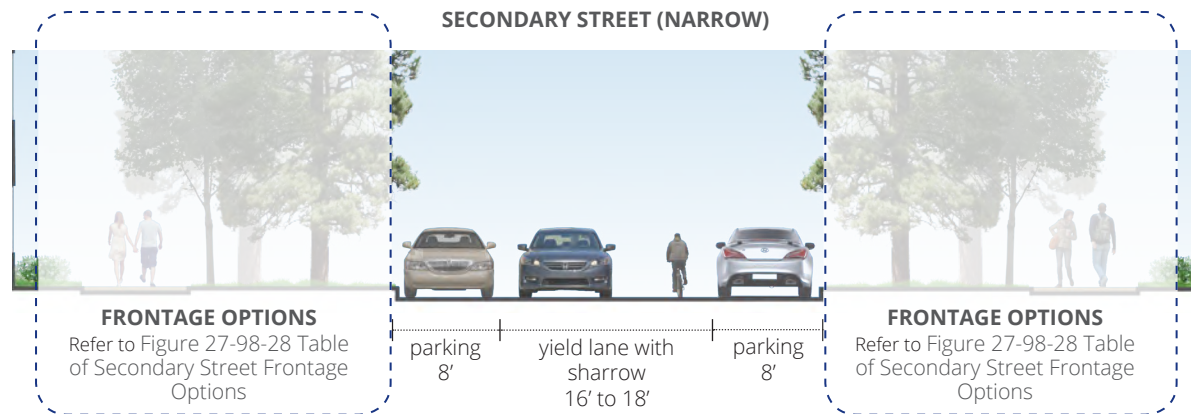 SECONDARY STREET (NARROW)
FRONTAGE OPTIONS
Refer to Figure 27-98-28 Table
of Secondary Street Frontage
Options
parking
8’
yield lane with
sharrow
16’ to 18’
parking
8’
FRONTAGE OPTIONS
Refer to Figure 27-98-28 Table
of Secondary Street Frontage
Options